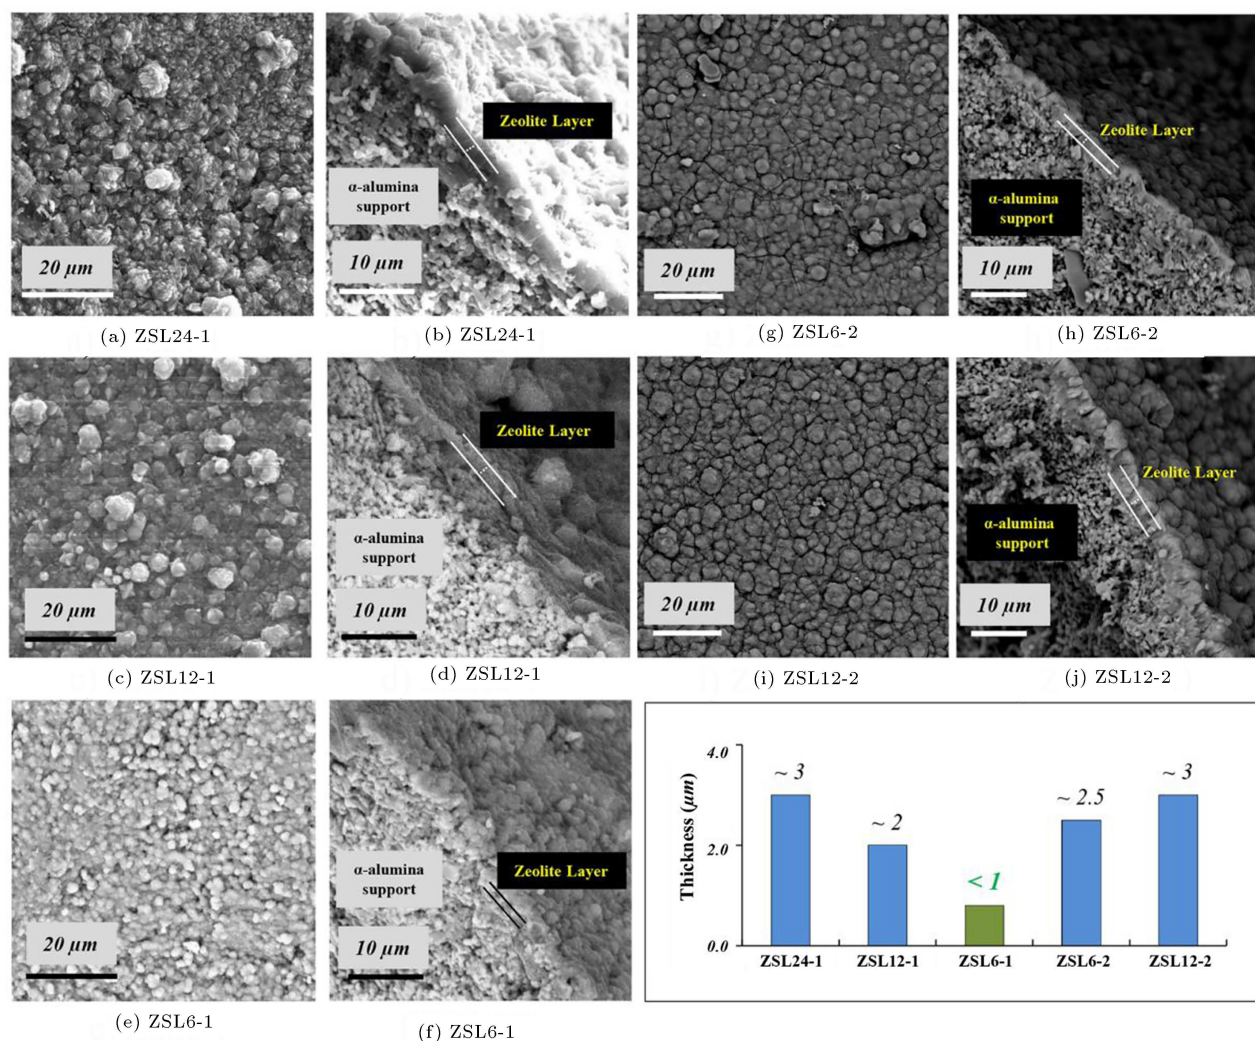 20 μm
(a) ZSL24-1
Zeolite Layer
α-alumina
support
10 μm
(b) ZSL24-1
20 μm
(g) ZSL6-2
Zeolite Layer
α-alumina
support
10 μm
(h) ZSL6-2
20 μm
(c) ZSL12-1
Zeolite Layer
α-alumina
support
10 μm
(d) ZSL12-1
20 μm
(i) ZSL12-2
Zeolite Layer
α-alumina
support
10 μm
(j) ZSL12-2
20 μm
(e) ZSL6-1
Zeolite Layer
α-alumina
support
10 μm
(f) ZSL6-1
Thickness (μm)
4.0
2.0
0.0
~ 3
~ 2
< 1
~ 2.5
~ 3
ZSL24-1
ZSL12-1
ZSL6-1
ZSL6-2
ZSL12-2